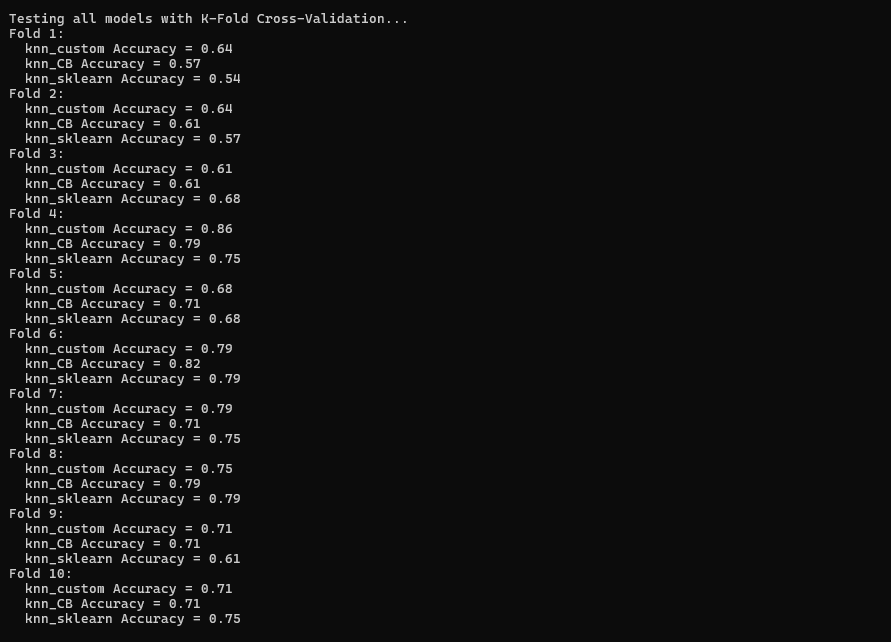 Testing all models with K-Fold Cross-Validation...
Fold 1:
  knn_custom Accuracy = 0.64
  knn_CB Accuracy = 0.57
  knn_sklearn Accuracy = 0.54
Fold 2:
  knn_custom Accuracy = 0.64
  knn_CB Accuracy = 0.61
  knn_sklearn Accuracy = 0.57
Fold 3:
  knn_custom Accuracy = 0.61
  knn_CB Accuracy = 0.61
  knn_sklearn Accuracy = 0.68
Fold 4:
  knn_custom Accuracy = 0.86
  knn_CB Accuracy = 0.79
  knn_sklearn Accuracy = 0.75
Fold 5:
  knn_custom Accuracy = 0.68
  knn_CB Accuracy = 0.71
  knn_sklearn Accuracy = 0.68
Fold 6:
  knn_custom Accuracy = 0.79
  knn_CB Accuracy = 0.82
  knn_sklearn Accuracy = 0.79
Fold 7:
  knn_custom Accuracy = 0.79
  knn_CB Accuracy = 0.71
  knn_sklearn Accuracy = 0.75
Fold 8:
  knn_custom Accuracy = 0.75
  knn_CB Accuracy = 0.79
  knn_sklearn Accuracy = 0.79
Fold 9:
  knn_custom Accuracy = 0.71
  knn_CB Accuracy = 0.71
  knn_sklearn Accuracy = 0.61
Fold 10:
  knn_custom Accuracy = 0.71
  knn_CB Accuracy = 0.71
  knn_sklearn Accuracy = 0.75